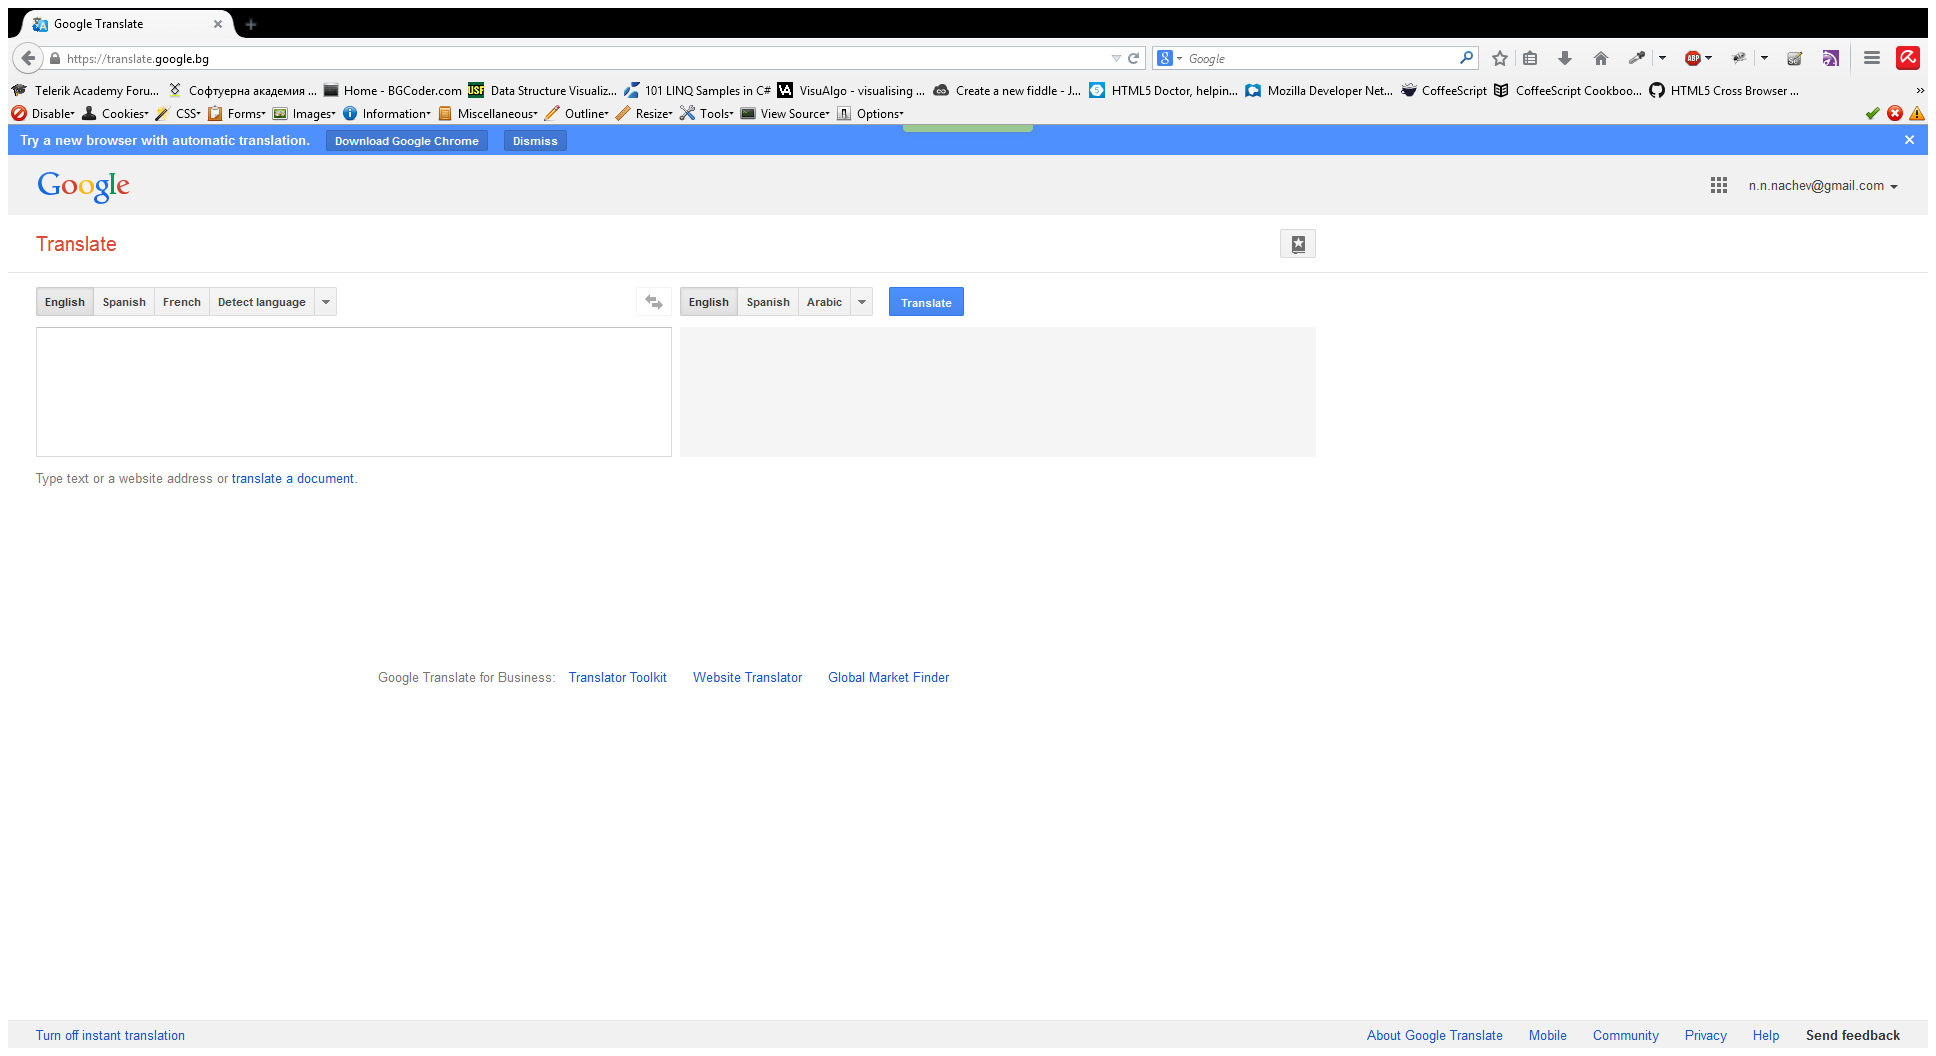 Google Translate
https://translate.google.bg
Google
Telerik Academy Foru... Софтуерна академия ... Home - BGCoder.com USF Data Structure Visualiz... 101 LINQ Samples in C# VA VisuAlgo - visualising ... Create a new fiddle - J... 5 HTML5 Doctor, helpin... Mozilla Developer Net... CoffeeScript CoffeeScript Cookboo... HTML5 Cross Browser ... »
Disable Cookies CSS Forms Images Information Miscellaneous Outline Resize Tools View Source Options
Try a new browser with automatic translation. Download Google Chrome Dismiss
Google n.n.nachev@gmail.com
Translate
English Spanish French Detect language English Spanish Arabic Translate
Type text or a website address or translate a document.
Google Translate for Business: Translator Toolkit Website Translator Global Market Finder
Turn off instant translation About Google Translate Mobile Community Privacy Help Send feedback